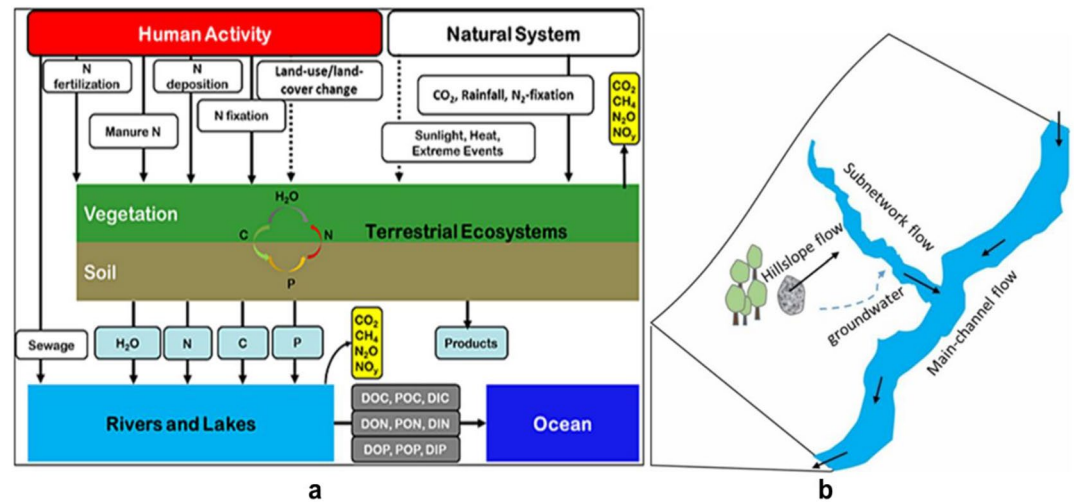 Human Activity
Natural System
N
fertilization
N
deposition
Land-use/land-
cover change
Manure N
N fixation
CO₂, Rainfall, N₂-fixation
Sunlight, Heat,
Extreme Events
CO₂
CH₄
N₂O
NOᵧ
Vegetation
H₂O
C
N
P
Terrestrial Ecosystems
Soil
Sewage
H₂O
N
C
P
CO₂
CH₄
N₂O
NOᵧ
Products
Rivers and Lakes
DOC, POC, DIC
DON, PON, DIN
DOP, POP, DIP
Ocean
a
Subnetwork flow
Hillslope flow
groundwater
Main-channel flow
b